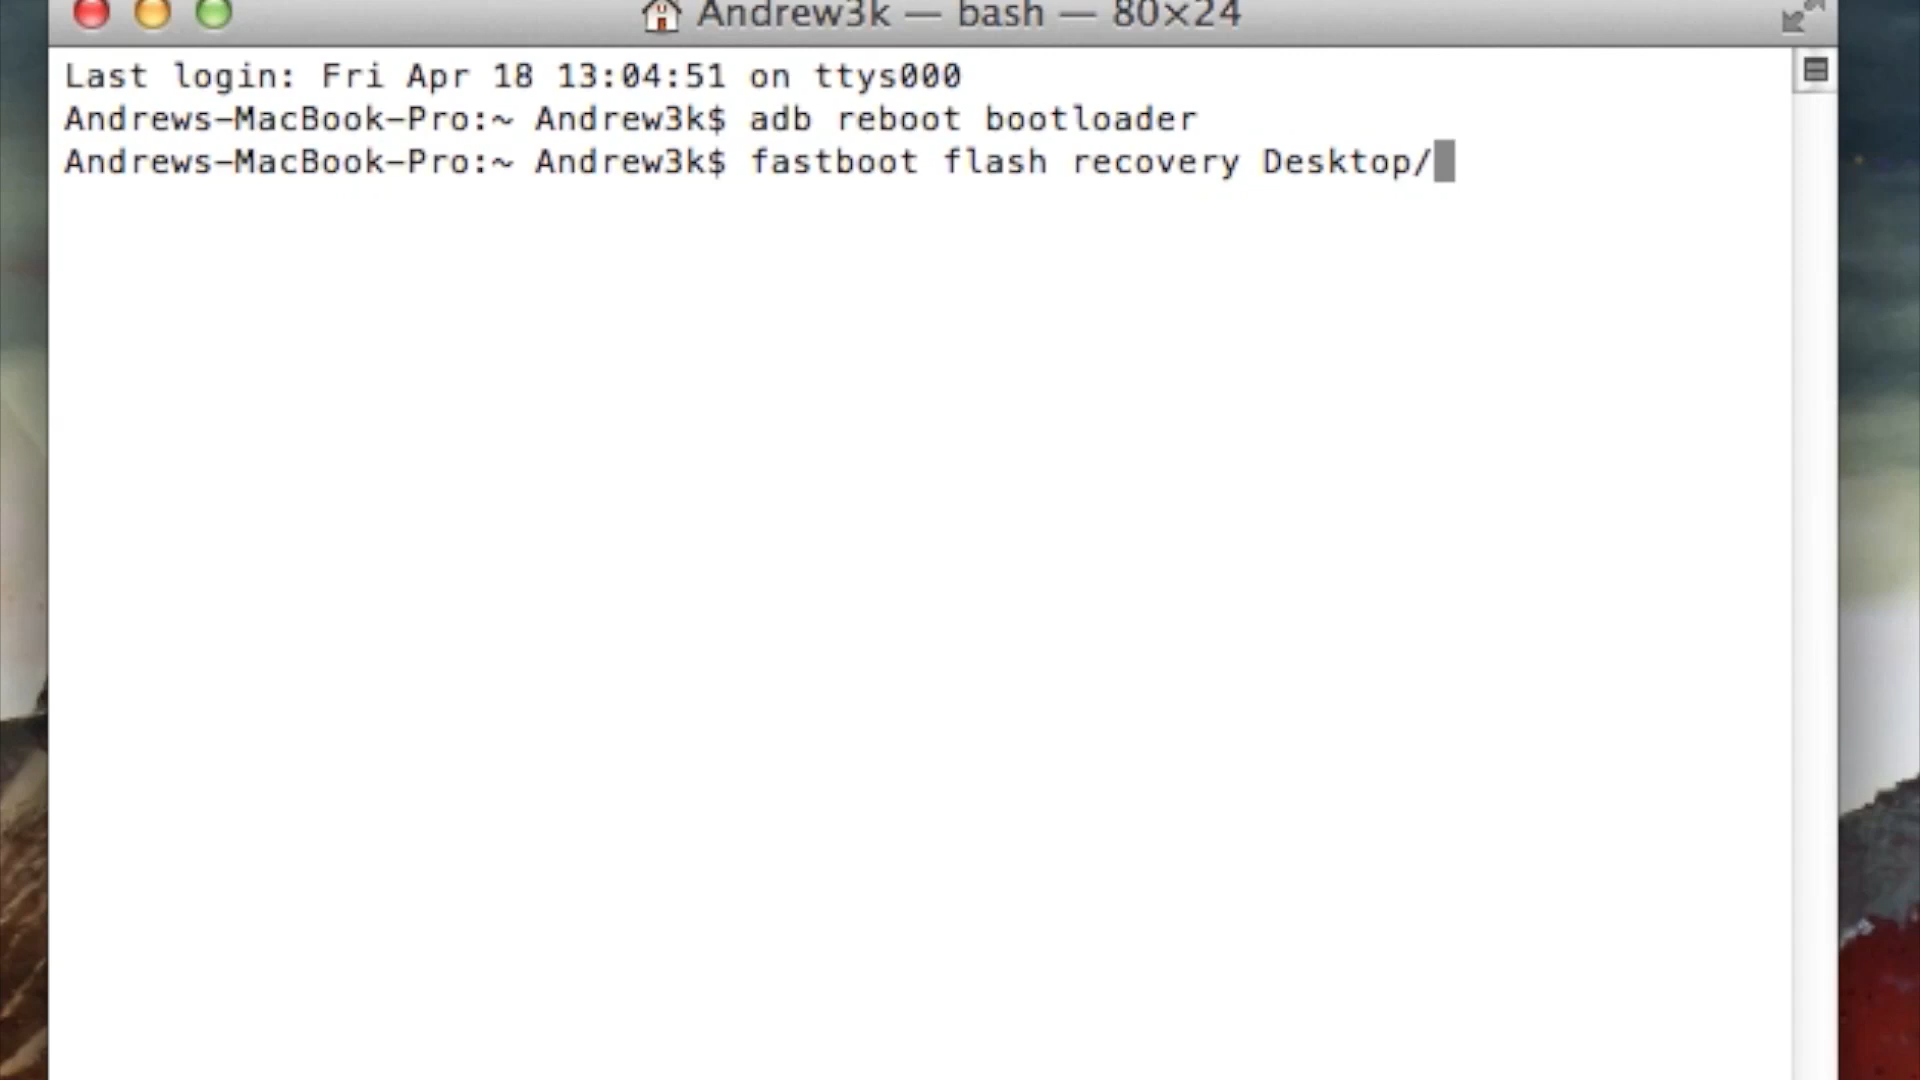 Andrew3k — bash — 80×24
Last login: Fri Apr 18 13:04:51 on ttys000
Andrews-MacBook-Pro:~ Andrew3k$ adb reboot bootloader
Andrews-MacBook-Pro:~ Andrew3k$ fastboot flash recovery Desktop/